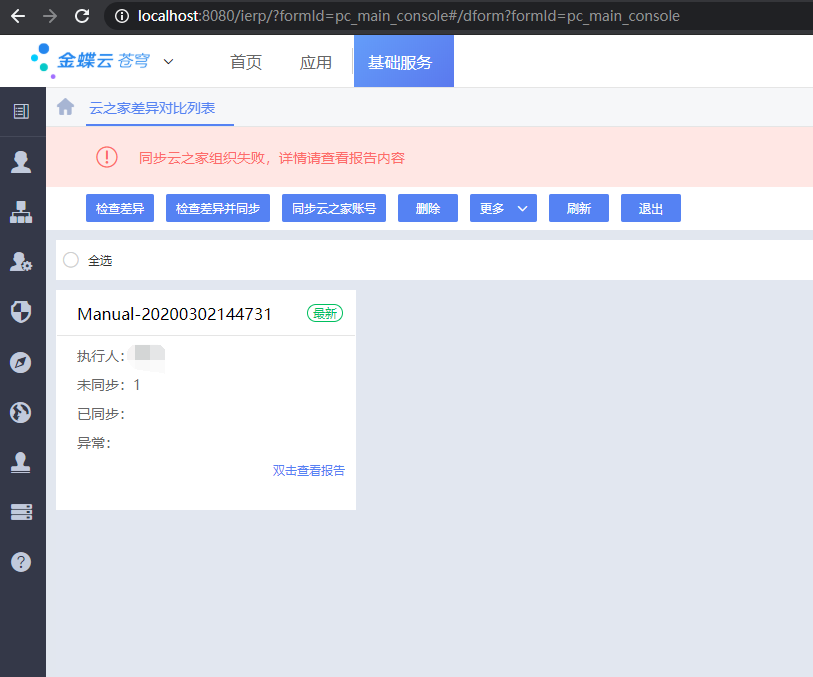 localhost:8080/ierp/?formId=pc_main_console#/dform?formId=pc_main_console
金蝶云 苍穹 首页 应用 基础服务
云之家差异对比列表
同步云之家组织失败，详情请查看报告内容
检查差异 检查差异并同步 同步云之家账号 删除 更多 刷新 退出
全选
Manual-20200302144731 最新
执行人：
未同步：1
已同步：
异常：
双击查看报告